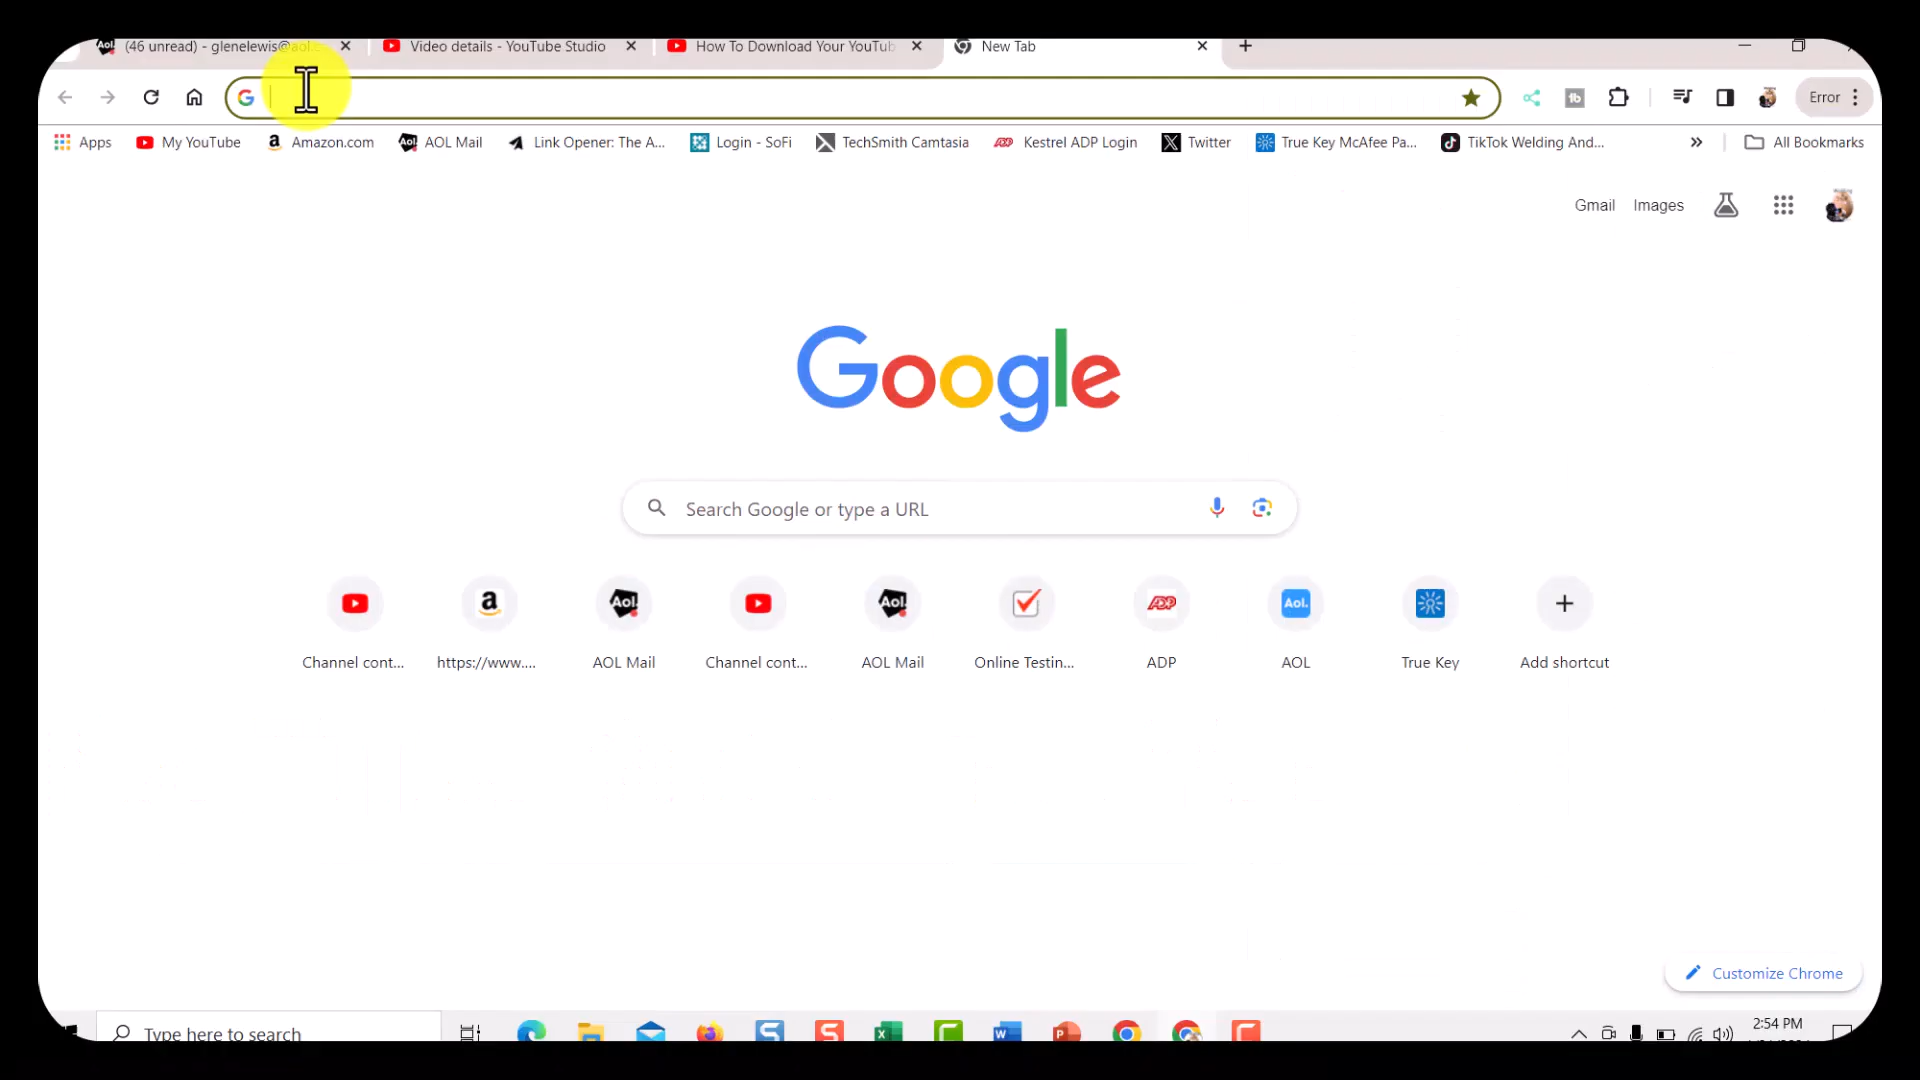 (46 unread) - glenelewis@aol.c
Video details - YouTube Studio
How To Download Your YouTub
New Tab
Error
Apps
My YouTube
Amazon.com
AOL Mail
Link Opener: The A...
Login - SoFi
TechSmith Camtasia
Kestrel ADP Login
Twitter
True Key McAfee Pa...
TikTok Welding And...
All Bookmarks
Gmail
Images
Google
Search Google or type a URL
Channel cont...
https://www....
AOL Mail
Channel cont...
AOL Mail
Online Testin...
ADP
AOL
True Key
Add shortcut
Customize Chrome
Type here to search
2:54 PM